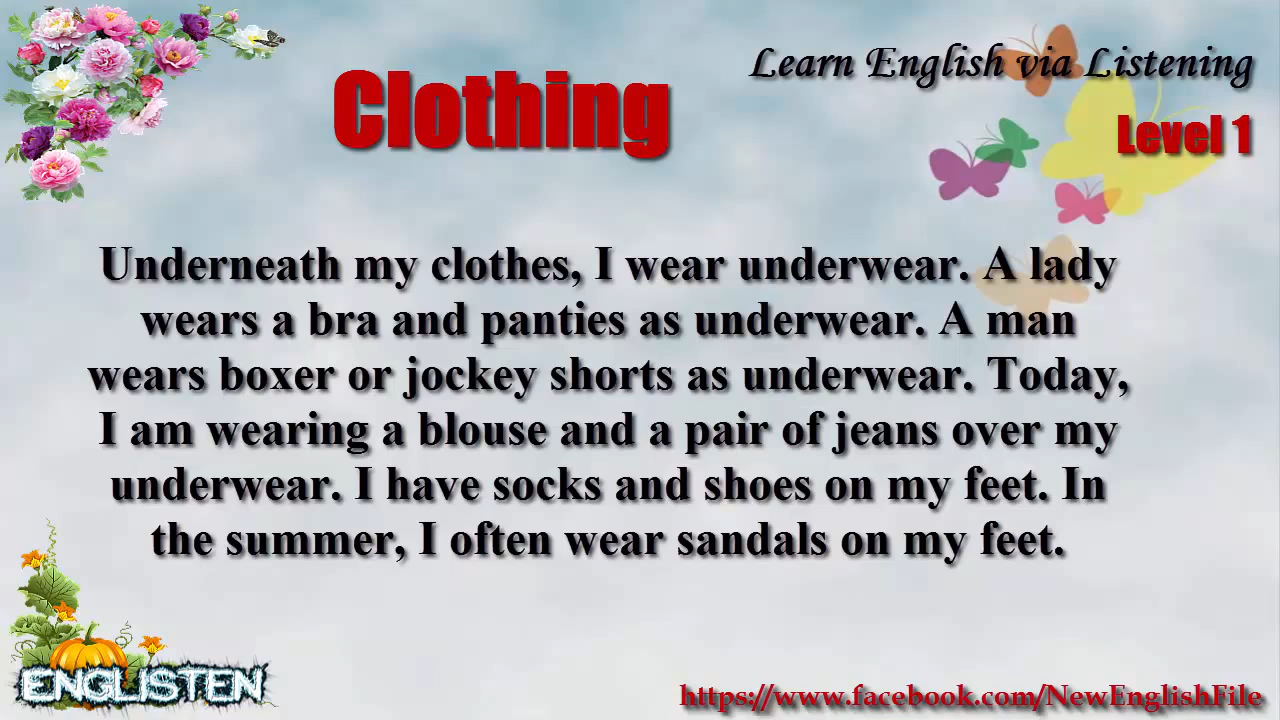 Learn English via Listening
Clothing
Level 1
Underneath my clothes, I wear underwear. A lady
wears a bra and panties as underwear. A man
wears boxer or jockey shorts as underwear. Today,
I am wearing a blouse and a pair of jeans over my
underwear. I have socks and shoes on my feet. In
the summer, I often wear sandals on my feet.
ENGLISTEN
https://www.facebook.com/NewEnglishFile